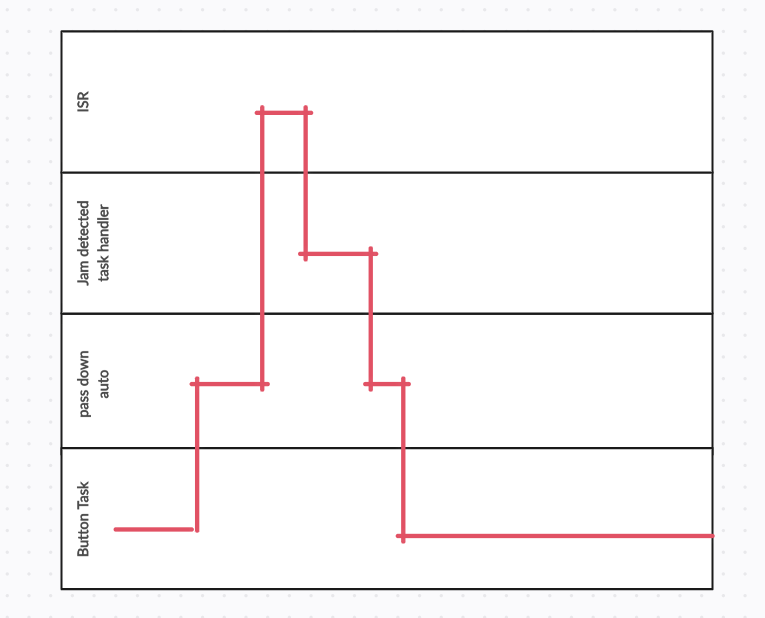 ISR
Jam detected
task handler
pass down
auto
Button Task